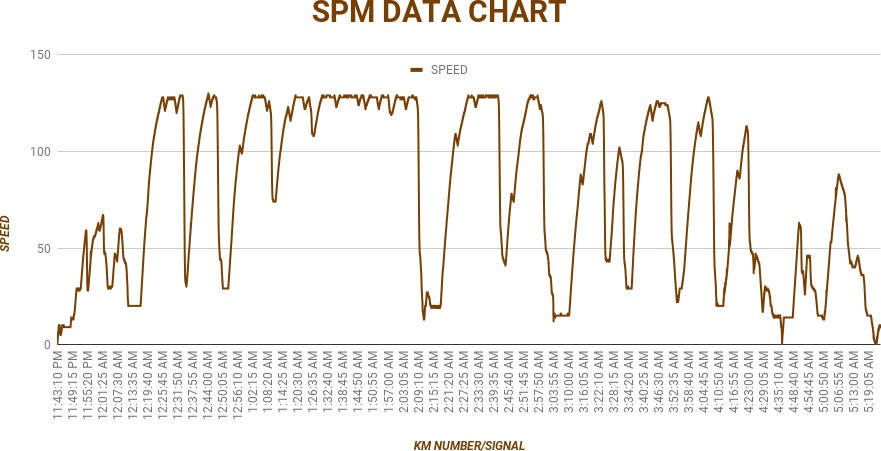 SPM DATA CHART
150
SPEED
100
50
0
SPEED
11:43:10 PM
11:49:15 PM
11:55:20 PM
12:01:25 AM
12:07:30 AM
12:13:35 AM
12:19:40 AM
12:25:45 AM
12:31:50 AM
12:37:55 AM
12:44:00 AM
12:50:05 AM
12:56:10 AM
1:02:15 AM
1:08:20 AM
1:14:25 AM
1:20:30 AM
1:26:35 AM
1:32:40 AM
1:38:45 AM
1:44:50 AM
1:50:55 AM
1:57:00 AM
2:03:05 AM
2:09:10 AM
2:15:15 AM
2:21:20 AM
2:27:25 AM
2:33:30 AM
2:39:35 AM
2:45:40 AM
2:51:45 AM
2:57:50 AM
3:03:55 AM
3:10:00 AM
3:16:05 AM
3:22:10 AM
3:28:15 AM
3:34:20 AM
3:40:25 AM
3:46:30 AM
3:52:35 AM
3:58:40 AM
4:04:45 AM
4:10:50 AM
4:16:55 AM
4:23:00 AM
4:29:05 AM
4:35:10 AM
4:48:40 AM
4:54:45 AM
5:00:50 AM
5:06:55 AM
5:13:00 AM
5:19:05 AM
KM NUMBER/SIGNAL